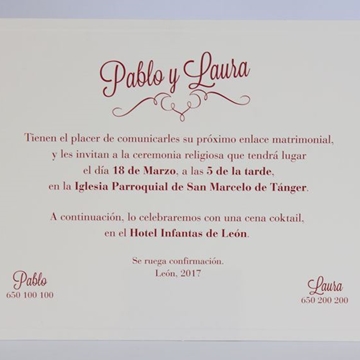 Pablo y Laura
Tienen el placer de comunicarles su próximo enlace matrimonial,
y les invitan a la ceremonia religiosa que tendrá lugar
el día 18 de Marzo, a las 5 de la tarde,
en la Iglesia Parroquial de San Marcelo de Tánger.
A continuación, lo celebraremos con una cena coktail,
en el Hotel Infantas de León.
Se ruega confirmación.
León, 2017
Pablo
650 100 100
Laura
650 200 200